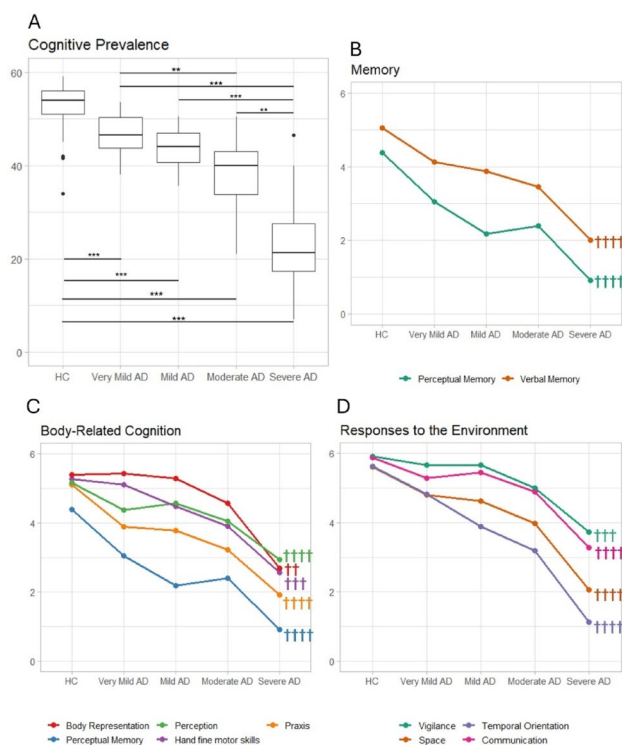 A
Cognitive Prevalence
60
40
20
0
**
***
***
**
***
***
***
***
HC Very Mild AD Mild AD Moderate AD Severe AD
B
Memory
6
4
2
0
††††
††††
HC Very Mild AD Mild AD Moderate AD Severe AD
Perceptual Memory Verbal Memory
C
Body-Related Cognition
6
4
2
0
††††
††
†††
††††
††††
HC Very Mild AD Mild AD Moderate AD Severe AD
Body Representation Perception Praxis
Perceptual Memory Hand fine motor skills
D
Responses to the Environment
6
4
2
0
†††
††††
††††
††††
HC Very Mild AD Mild AD Moderate AD Severe AD
Vigilance Temporal Orientation
Space Communication